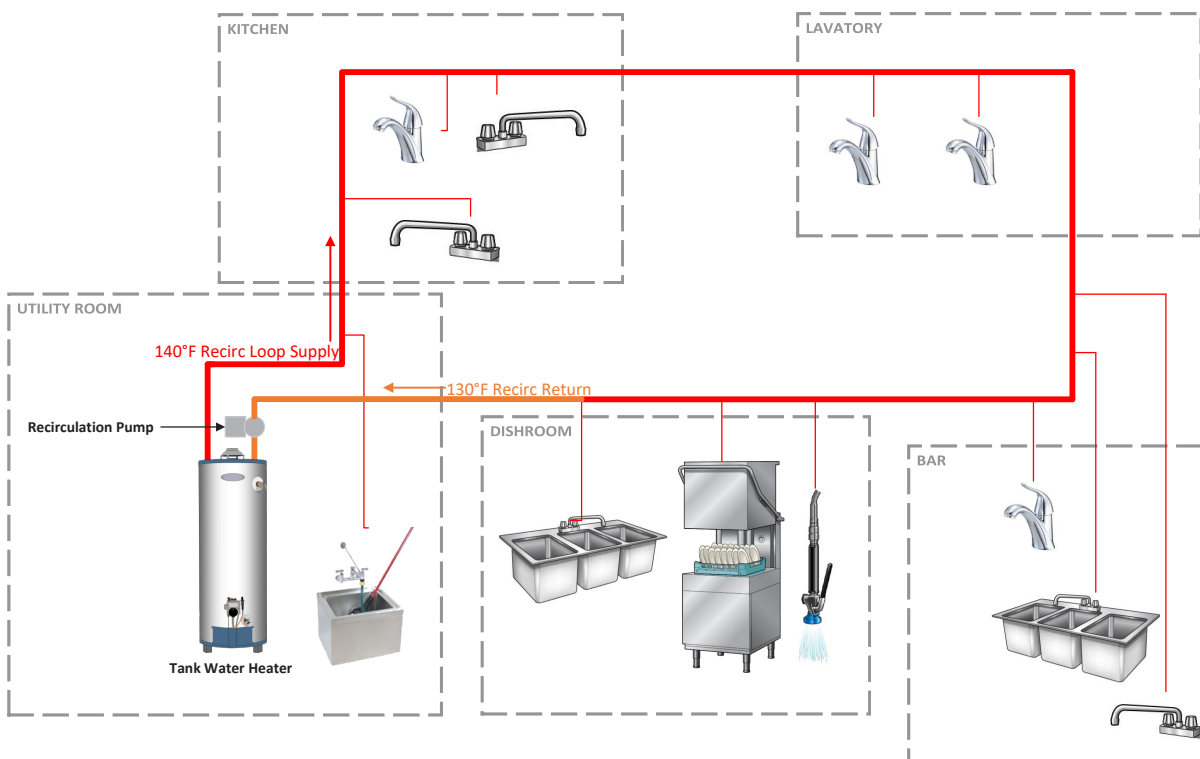 KITCHEN
LAVATORY
UTILITY ROOM
140°F Recirc Loop Supply
130°F Recirc Return
Recirculation Pump
DISHROOM
BAR
Tank Water Heater